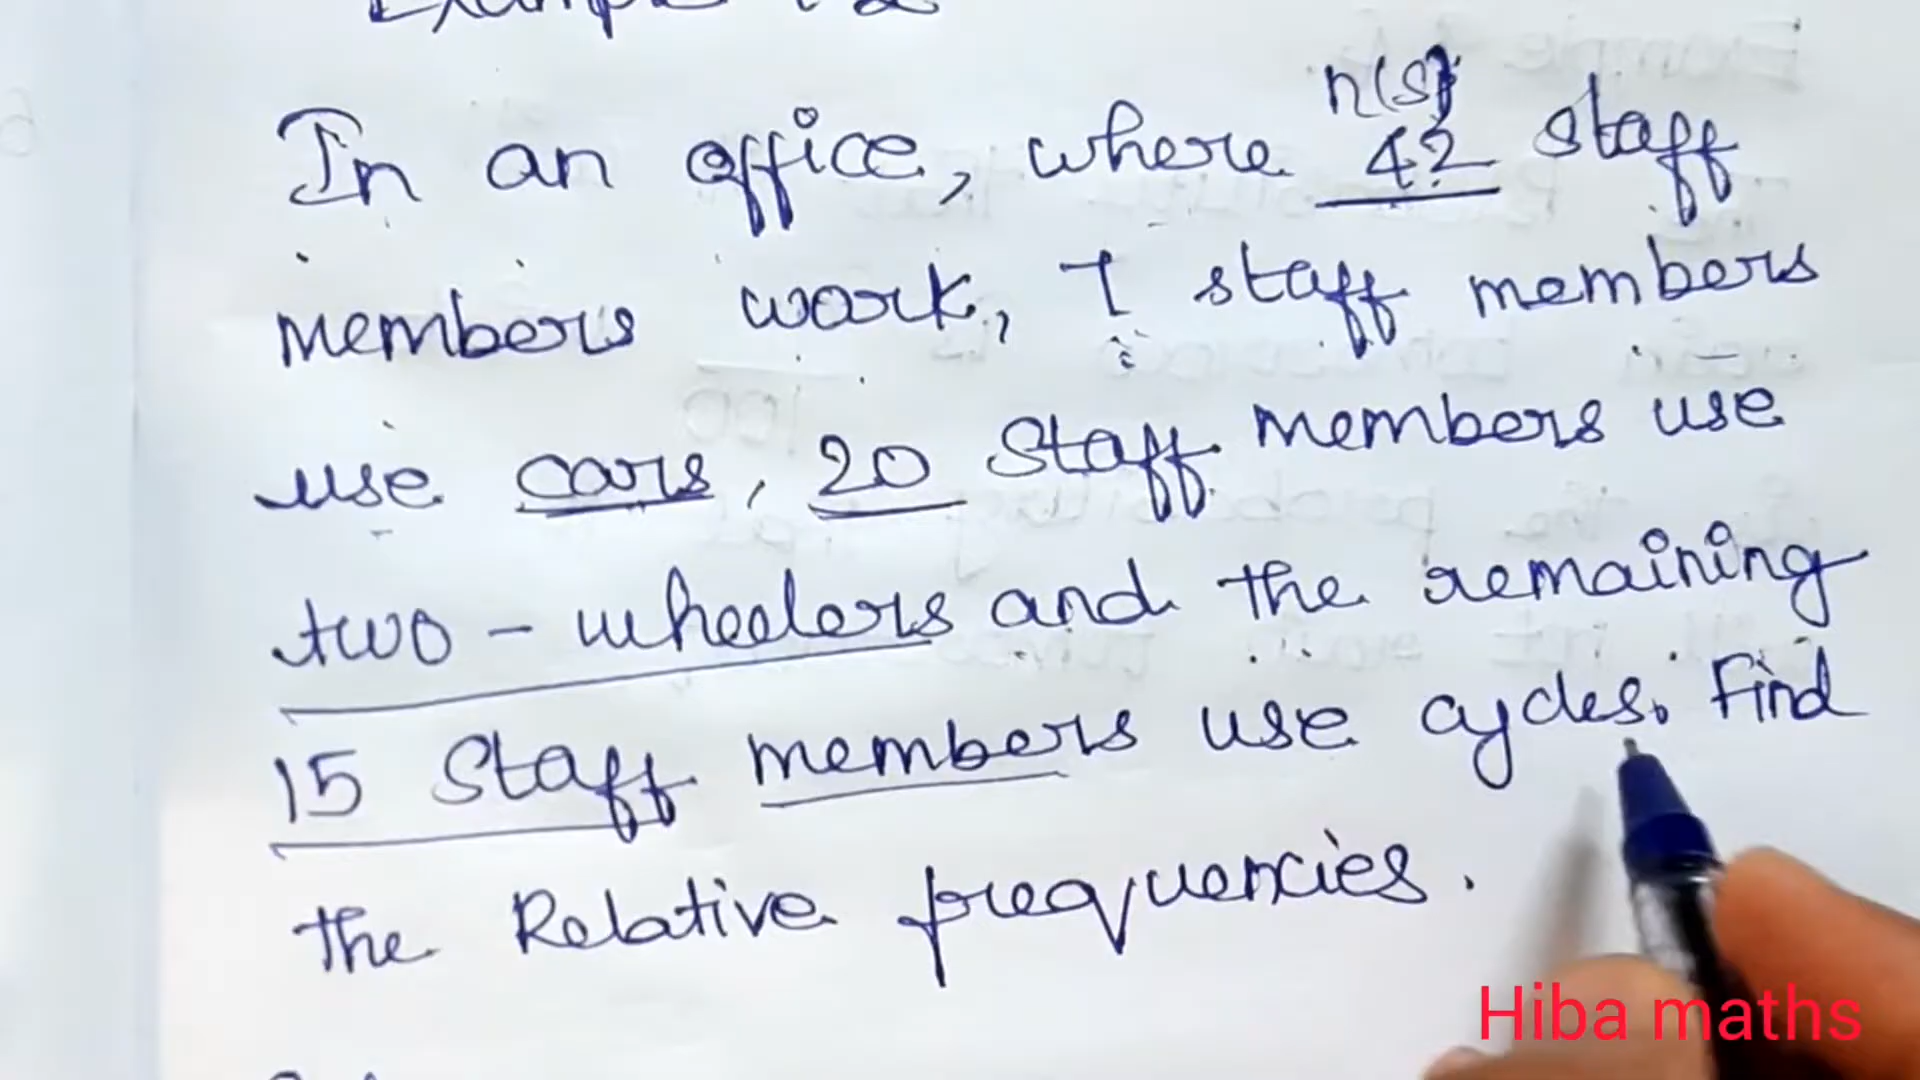 In an office, where 42 staff
n(s)
members work, 7 staff members
use cars, 20 Staff members use
two - wheelers and the remaining
15 Staff members use cycles. Find
the Relative frequencies.
Hiba maths